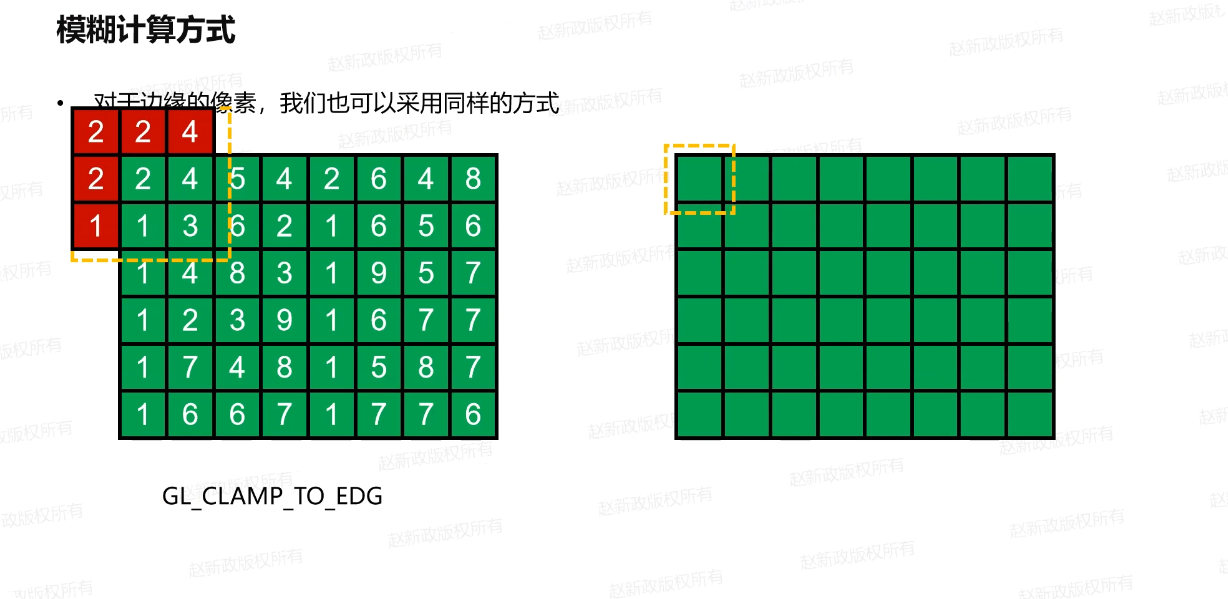 模糊计算方式
• 对于边缘的像素，我们也可以采用同样的方式
2 2 4
2 2 4 5 4 2 6 4 8
1 1 3 6 2 1 6 5 6
1 4 8 3 1 9 5 7
1 2 3 9 1 6 7 7
1 7 4 8 1 5 8 7
1 6 6 7 1 7 7 6
GL_CLAMP_TO_EDG
赵新政版权所有